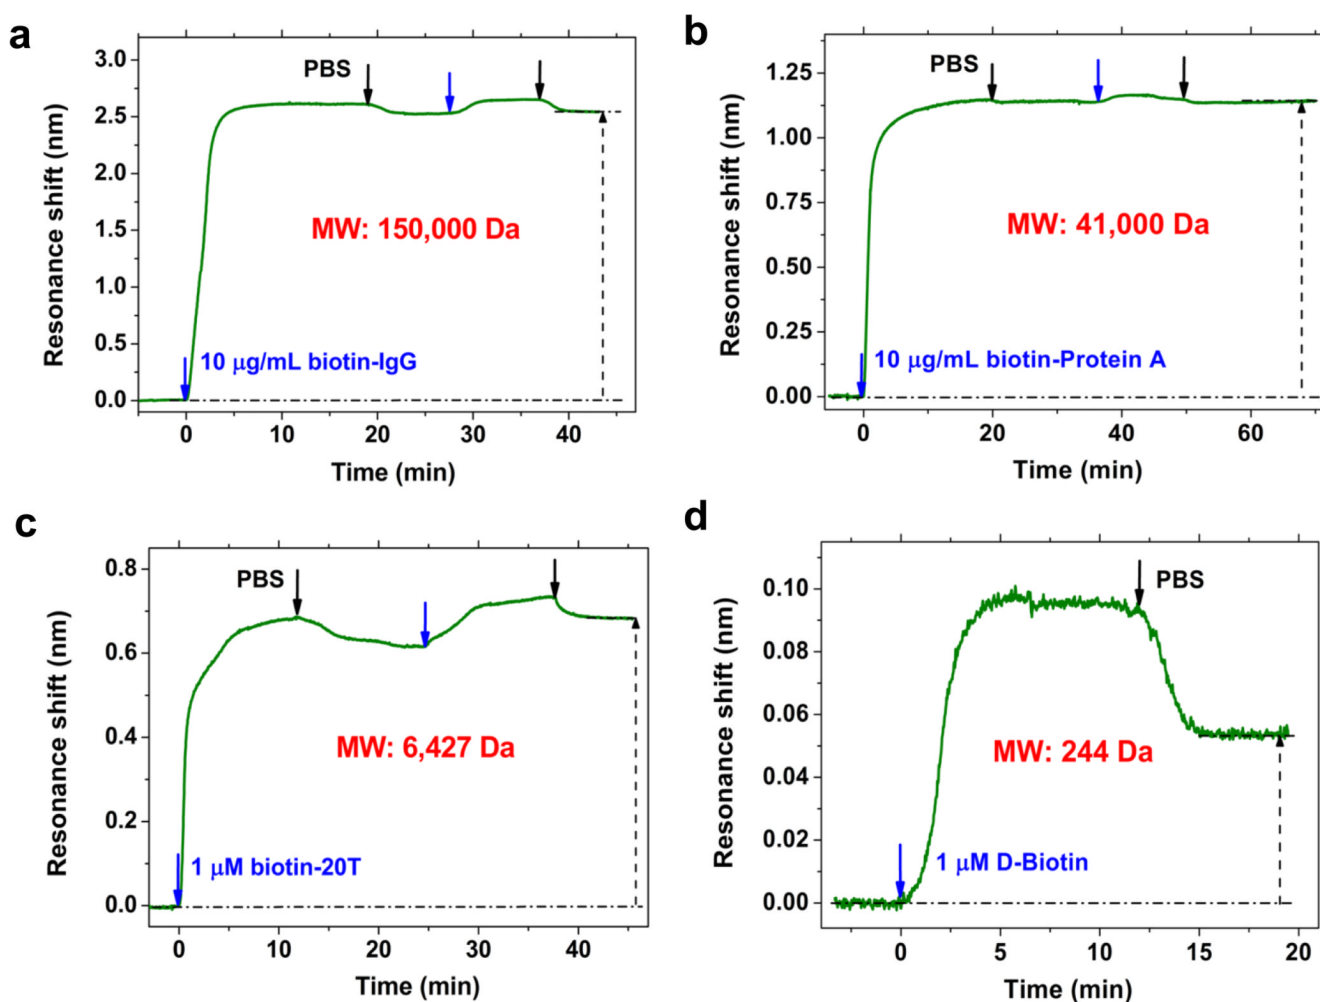 a
3.0
2.5
2.0
1.5
1.0
0.5
0.0
Resonance shift (nm)
PBS
MW: 150,000 Da
10 μg/mL biotin-IgG
0
10
20
30
40
Time (min)
b
1.25
1.00
0.75
0.50
0.25
0.00
Resonance shift (nm)
PBS
MW: 41,000 Da
10 μg/mL biotin-Protein A
0
20
40
60
Time (min)
c
0.8
0.6
0.4
0.2
0.0
Resonance shift (nm)
PBS
MW: 6,427 Da
1 μM biotin-20T
0
10
20
30
40
Time (min)
d
0.10
0.08
0.06
0.04
0.02
0.00
Resonance shift (nm)
PBS
MW: 244 Da
1 μM D-Biotin
0
5
10
15
20
Time (min)